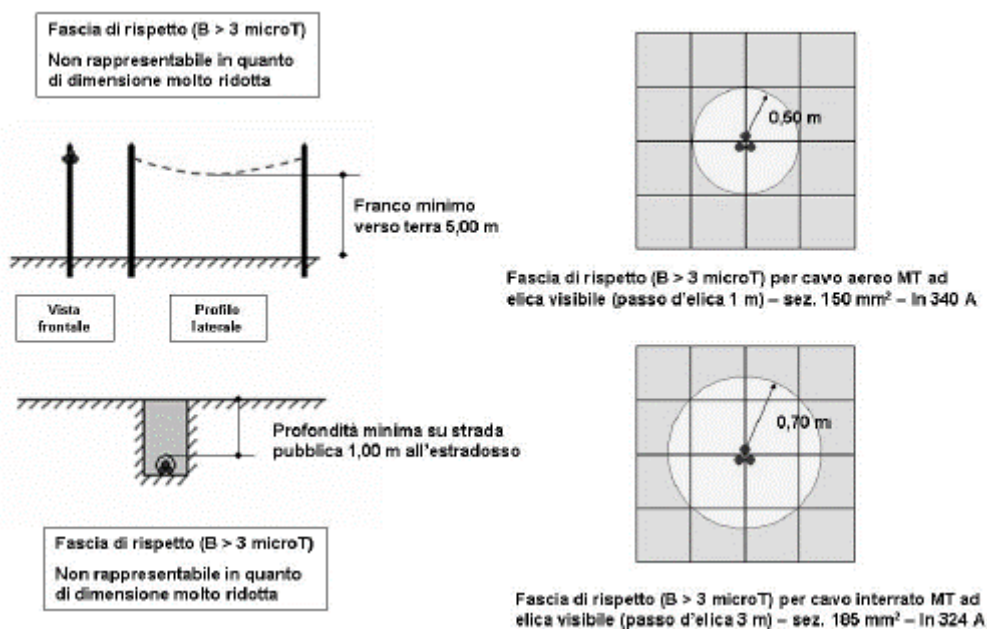 Fascia di rispetto (B > 3 microT)
Non rappresentabile in quanto
di dimensione molto ridotta
Franco minimo
verso terra 5,00 m
Vista
frontale
Profilo
laterale
Profondità minima su strada
pubblica 1,00 m all'estradosso
Fascia di rispetto (B > 3 microT)
Non rappresentabile in quanto
di dimensione molto ridotta
0,50 m
Fascia di rispetto (B > 3 microT) per cavo aereo MT ad
elica visibile (passo d'elica 1 m) – sez. 150 mm² – In 340 A
0,70 m
Fascia di rispetto (B > 3 microT) per cavo interrato MT ad
elica visibile (passo d'elica 3 m) – sez. 185 mm² – In 324 A